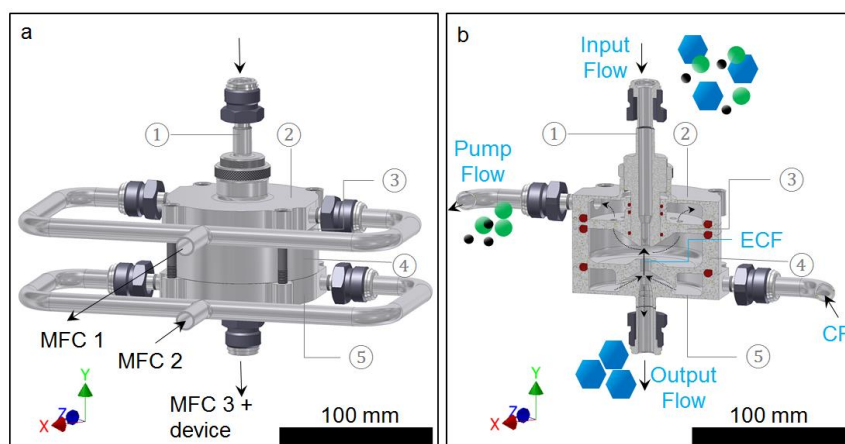 a
①
②
③
④
MFC 1
MFC 2
⑤
MFC 3 +
device
Y
Z
X
100 mm
b
Input
Flow
①
②
Pump
Flow
③
ECF
④
CF
⑤
Output
Flow
Y
Z
X
100 mm